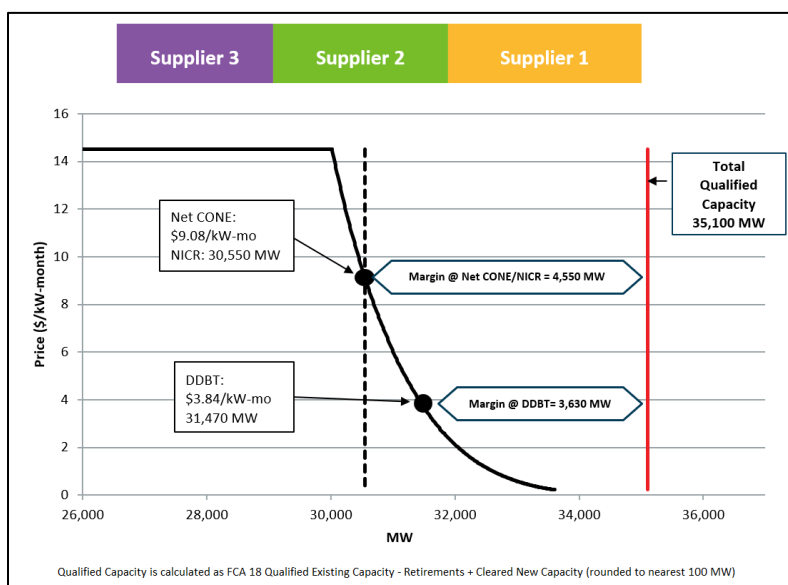 Supplier 3
Supplier 2
Supplier 1
16
14
12
10
8
6
4
2
0
Price ($/kW-month)
Net CONE:
$9.08/kW-mo
NICR: 30,550 MW
Margin @ Net CONE/NICR = 4,550 MW
Total
Qualified
Capacity
35,100 MW
DDBT:
$3.84/kW-mo
31,470 MW
Margin @ DDBT= 3,630 MW
26,000
28,000
30,000
32,000
34,000
36,000
MW
Qualified Capacity is calculated as FCA 18 Qualified Existing Capacity - Retirements + Cleared New Capacity (rounded to nearest 100 MW)